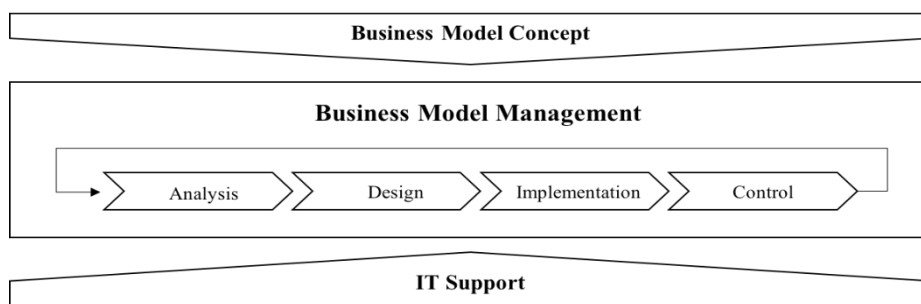 Business Model Concept
Business Model Management
Analysis Design Implementation Control
IT Support